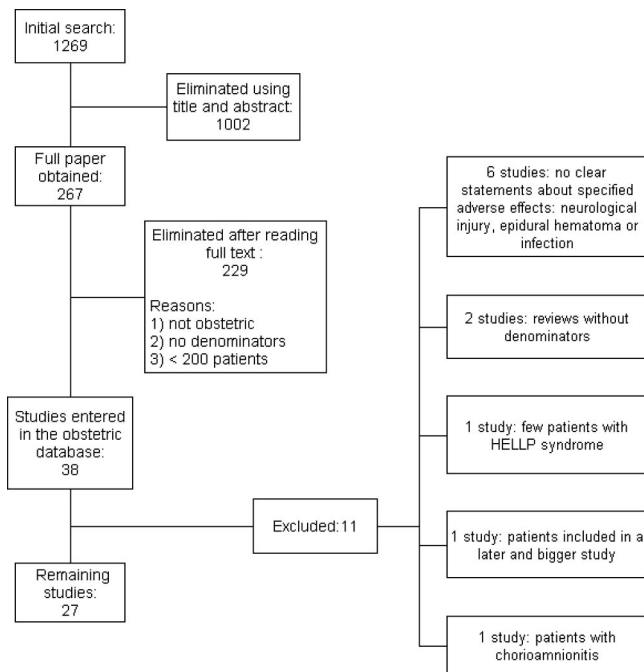 Initial search:
1269
Eliminated using
title and abstract:
1002
Full paper
obtained:
267
Eliminated after reading
full text :
229
Reasons:
1) not obstetric
2) no denominators
3) < 200 patients
Studies entered
in the obstetric
database:
38
Excluded:11
Remaining
studies:
27
6 studies: no clear
statements about specified
adverse effects: neurological
injury, epidural hematoma or
infection
2 studies: reviews without
denominators
1 study: few patients with
HELLP syndrome
1 study: patients included in a
later and bigger study
1 study: patients with
chorioamnionitis